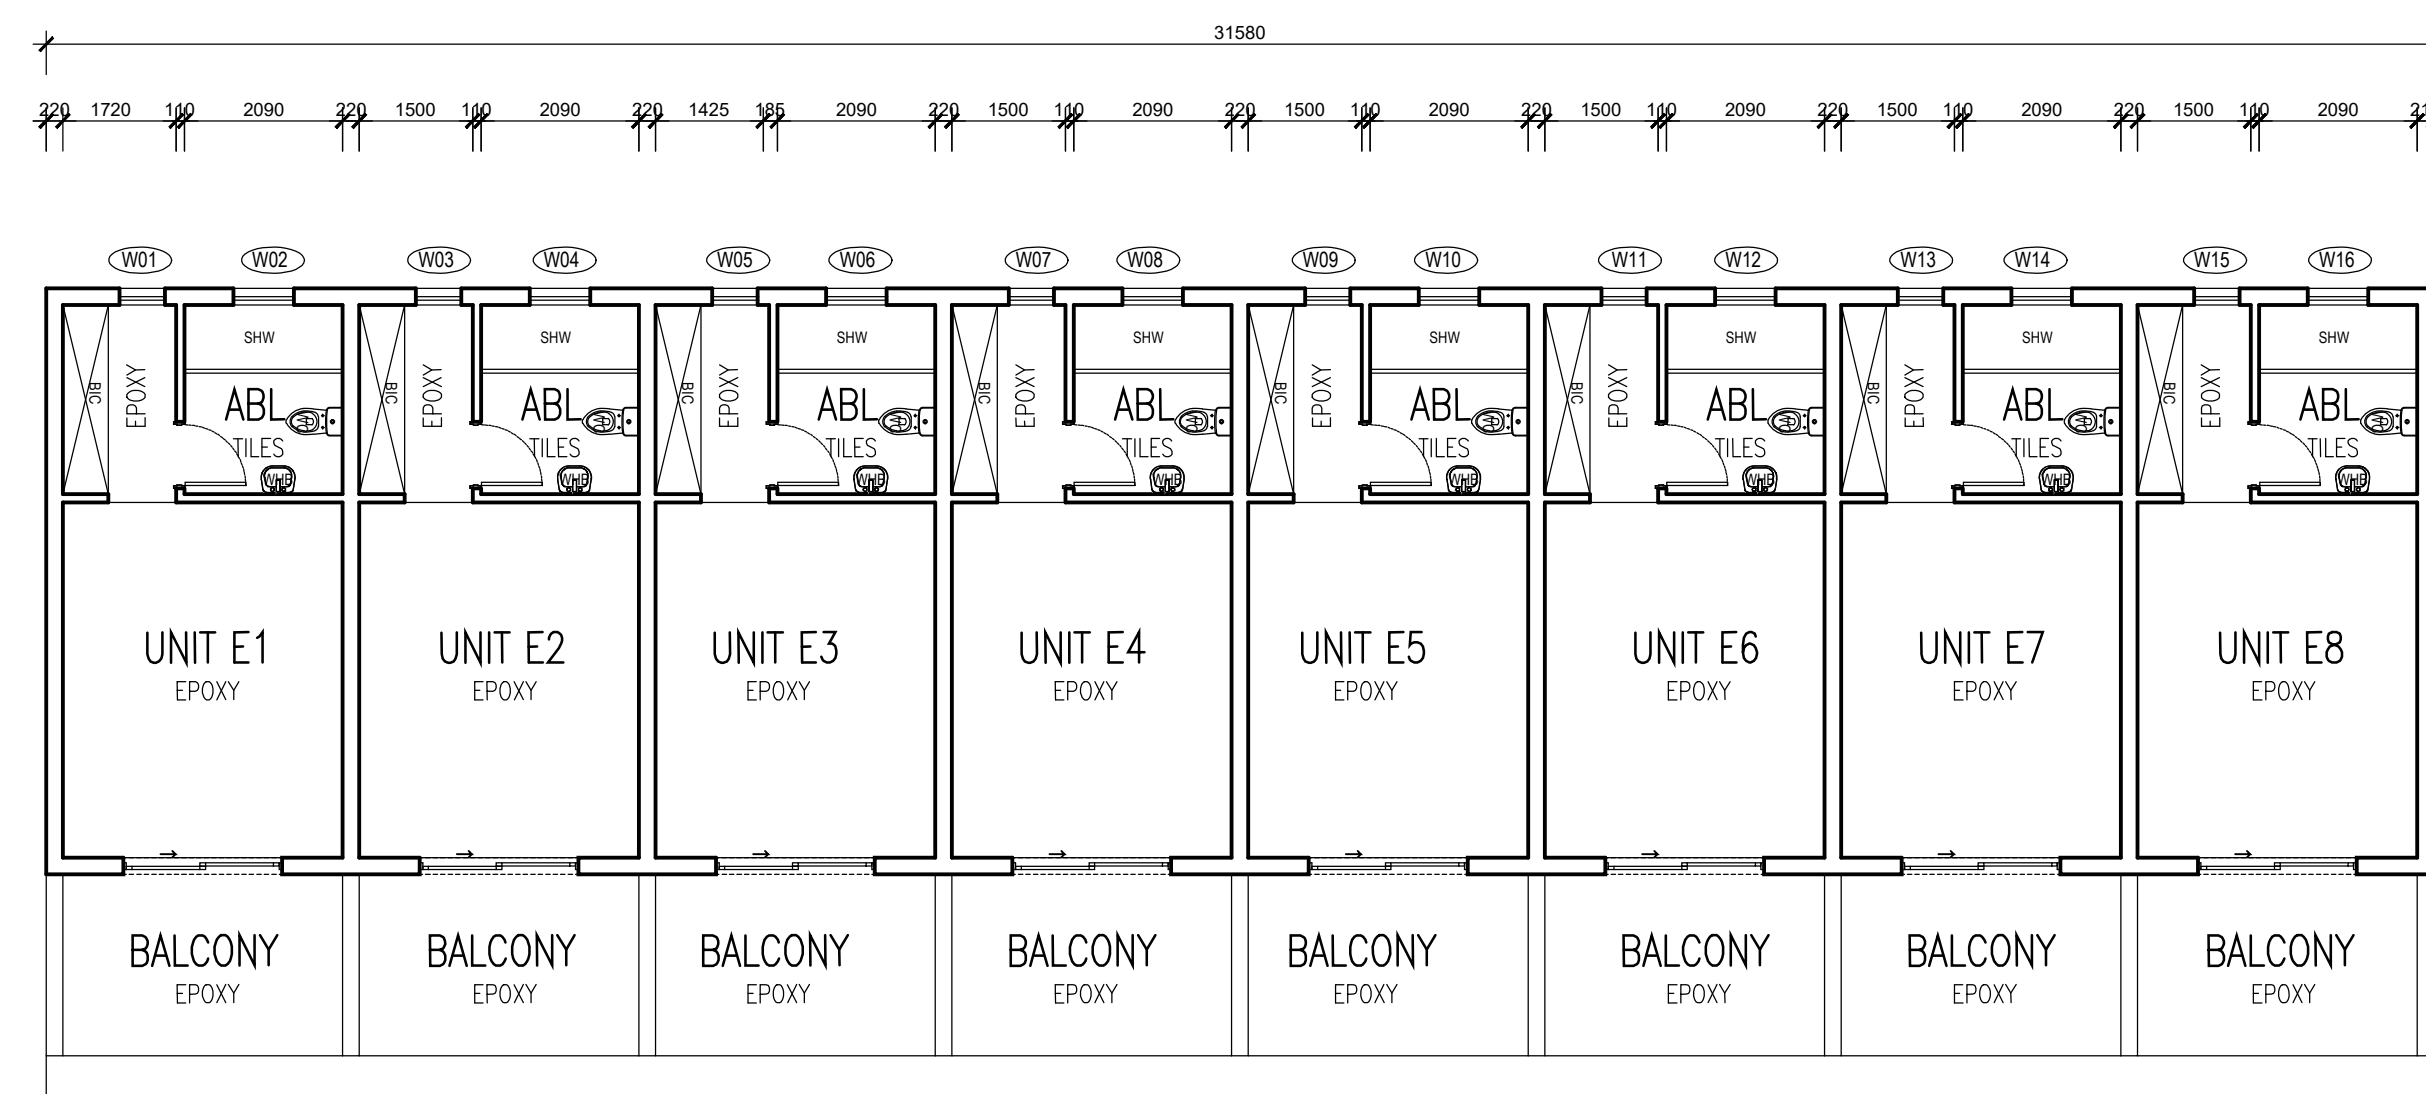 31580
220 1720 110 2090 220 1500 110 2090 220 1425 185 2090 220 1500 110 2090 220 1500 110 2090 220 1500 110 2090 220 1500 110 2090 220 1500 110 2090
W01 W02 W03 W04 W05 W06 W07 W08 W09 W10 W11 W12 W13 W14 W15 W16
SHW SHW SHW SHW SHW SHW SHW SHW
BIC EPOXY BIC EPOXY BIC EPOXY BIC EPOXY BIC EPOXY BIC EPOXY BIC EPOXY BIC EPOXY
ABL ABL ABL ABL ABL ABL ABL ABL
TILES TILES TILES TILES TILES TILES TILES TILES
WHB WHB WHB WHB WHB WHB WHB WHB
UNIT E1 UNIT E2 UNIT E3 UNIT E4 UNIT E5 UNIT E6 UNIT E7 UNIT E8
EPOXY EPOXY EPOXY EPOXY EPOXY EPOXY EPOXY EPOXY
BALCONY BALCONY BALCONY BALCONY BALCONY BALCONY BALCONY BALCONY
EPOXY EPOXY EPOXY EPOXY EPOXY EPOXY EPOXY EPOXY